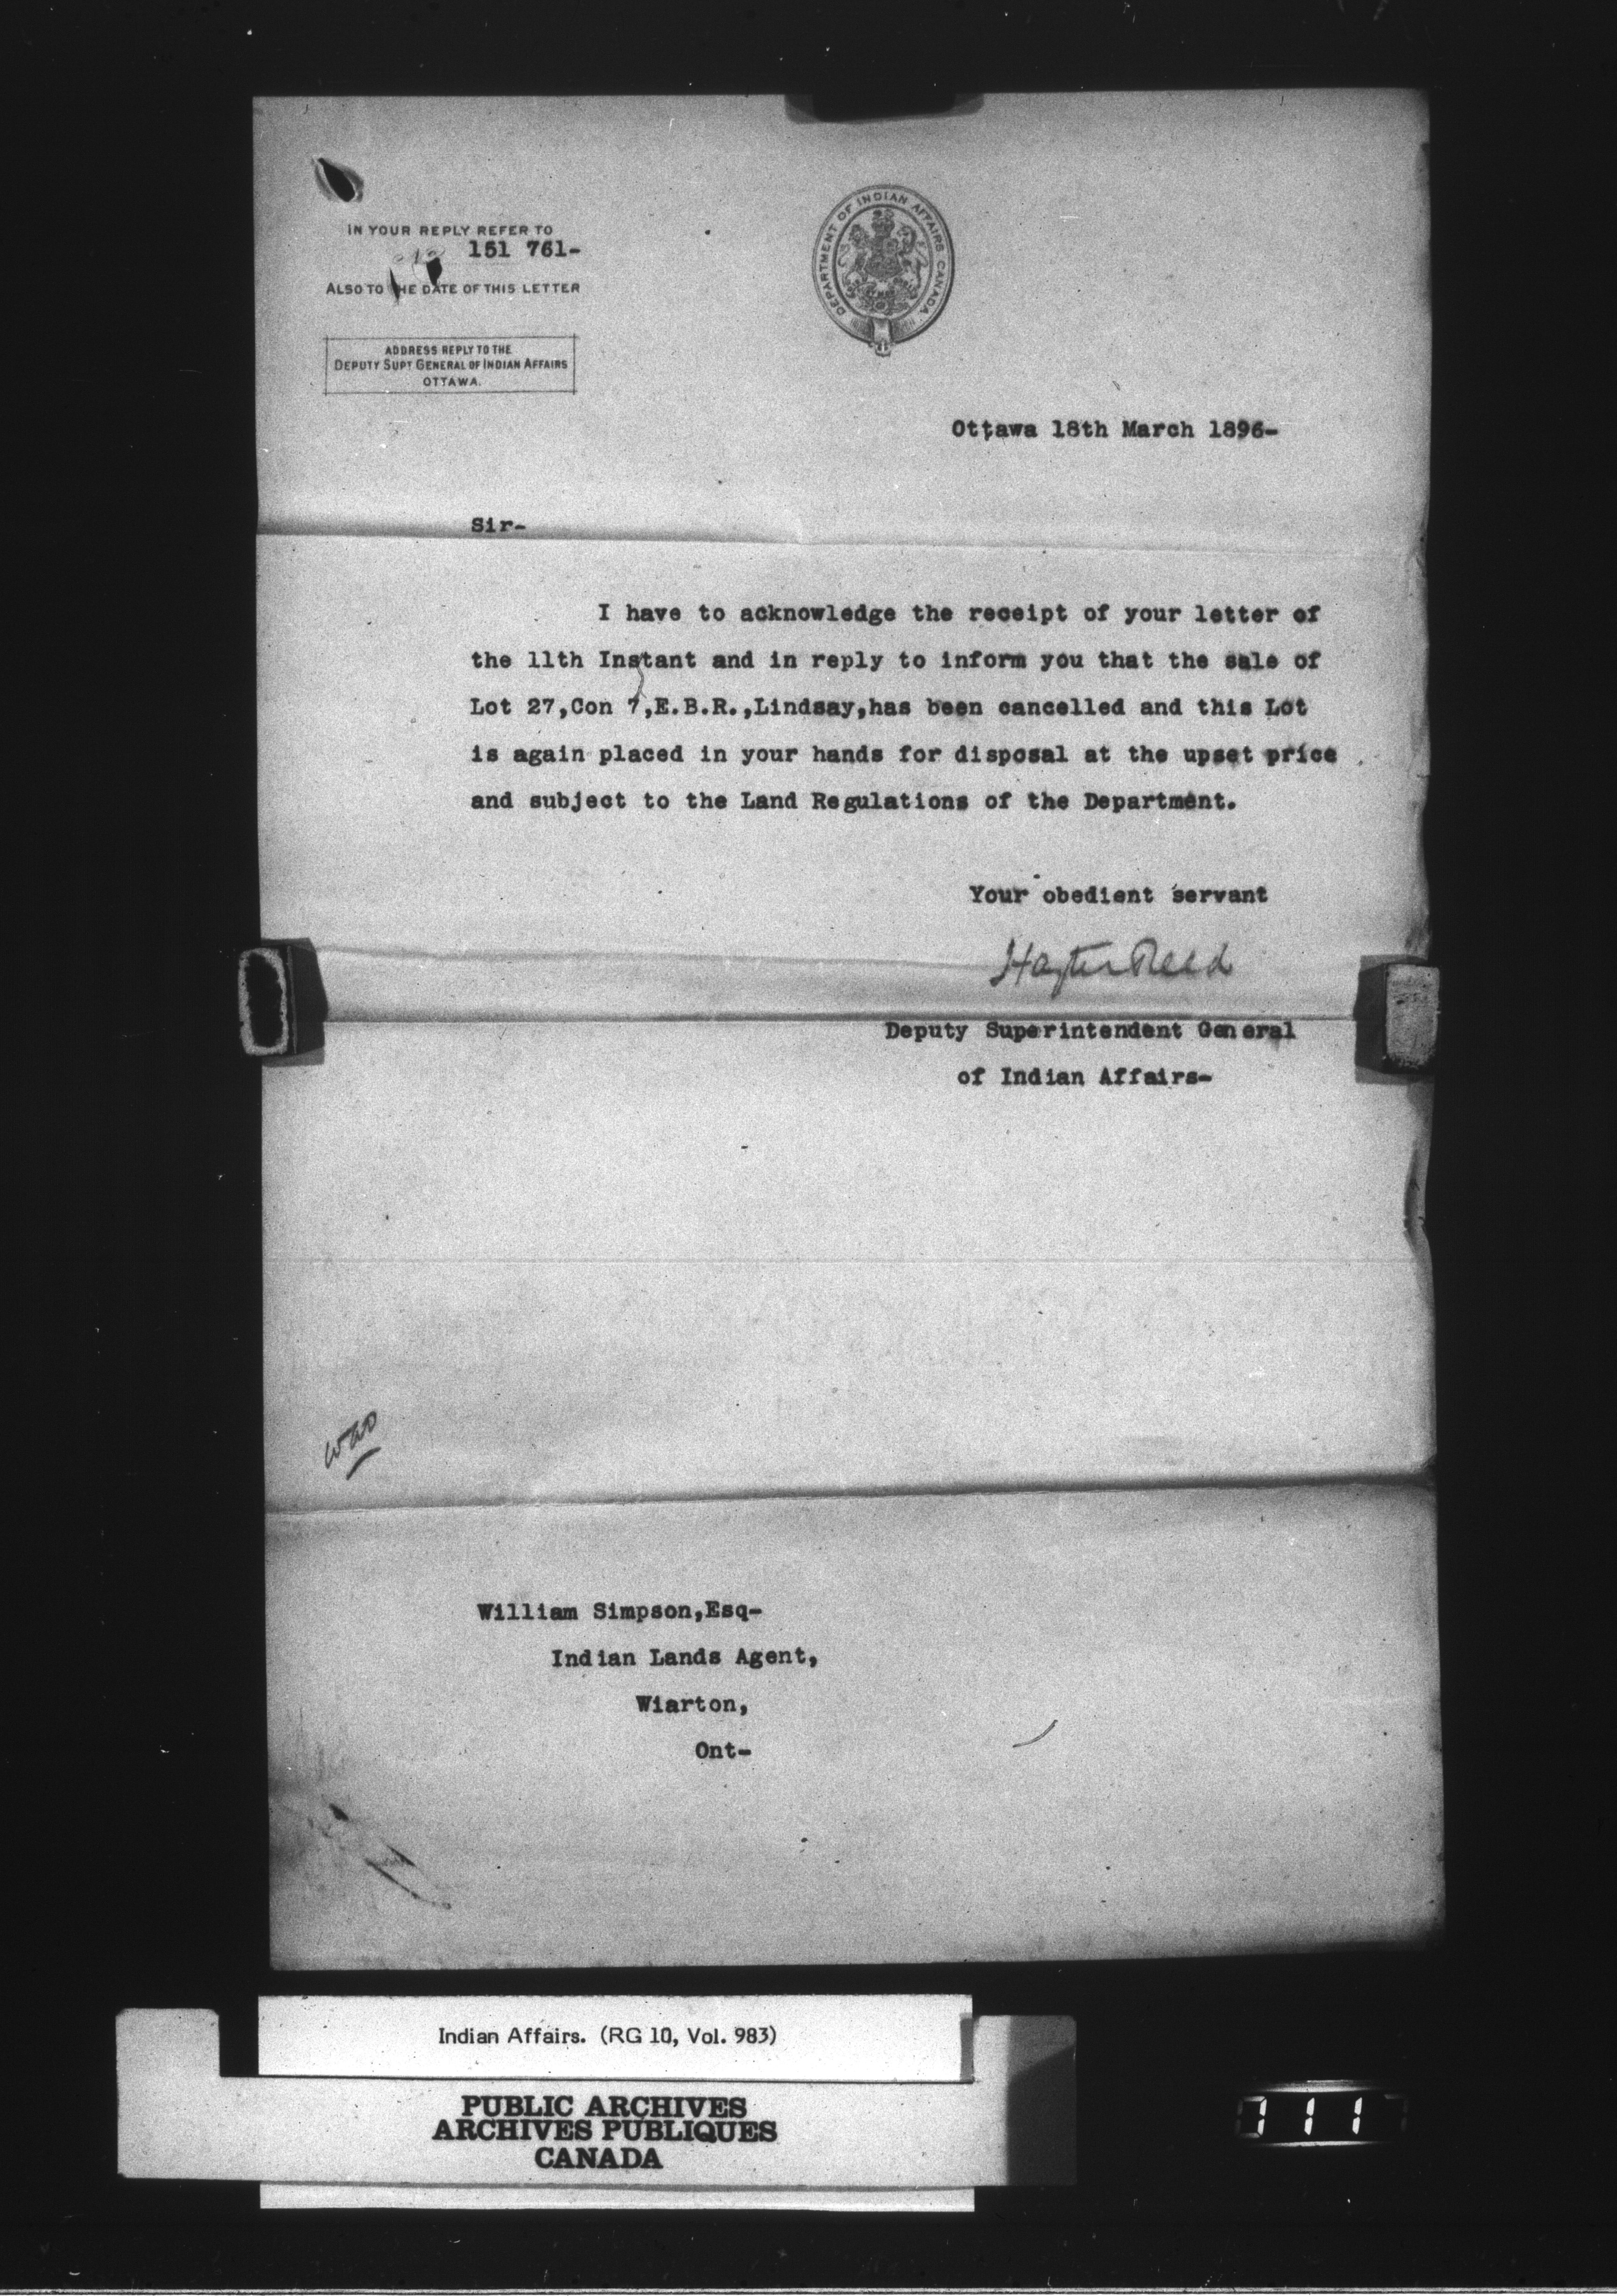 IN YOUR REPLY REFER TO
151 761-
ALSO TO THE DATE OF THIS LETTER
ADDRESS REPLY TO THE
DEPUTY SUPT GENERAL OF INDIAN AFFAIRS
OTTAWA.
DEPARTMENT OF INDIAN AFFAIRS CANADA
Ottawa 18th March 1896-
Sir-
I have to acknowledge the receipt of your letter of
the 11th Instant and in reply to inform you that the sale of
Lot 27,Con 7,E.B.R.,Lindsay,has been cancelled and this Lot
is again placed in your hands for disposal at the upset price
and subject to the Land Regulations of the Department.
Your obedient servant
Hayter Reed
Deputy Superintendent General
of Indian Affairs-
William Simpson,Esq-
Indian Lands Agent,
Wiarton,
Ont-
Indian Affairs. (RG 10, Vol. 983)
PUBLIC ARCHIVES
ARCHIVES PUBLIQUES
CANADA
111